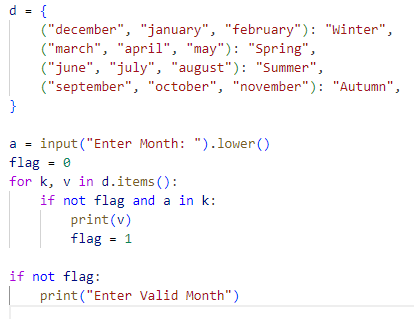 d = {
    ("december", "january", "february"): "Winter",
    ("march", "april", "may"): "Spring",
    ("june", "july", "august"): "Summer",
    ("september", "october", "november"): "Autumn",
}

a = input("Enter Month: ").lower()
flag = 0
for k, v in d.items():
    if not flag and a in k:
        print(v)
        flag = 1

if not flag:
    print("Enter Valid Month")